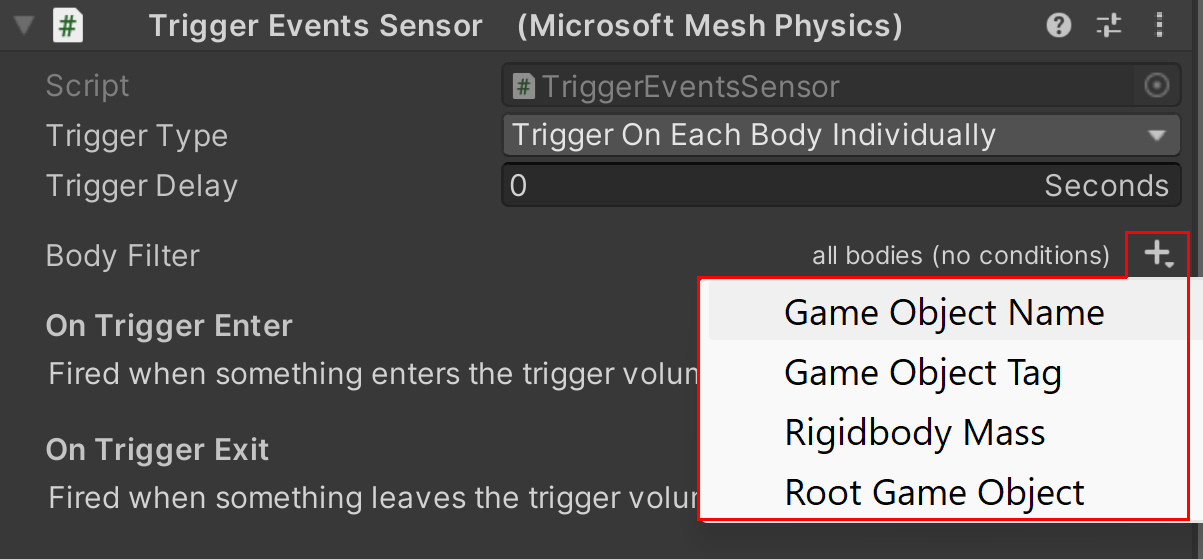 Trigger Events Sensor (Microsoft Mesh Physics)
Script # TriggerEventsSensor
Trigger Type Trigger On Each Body Individually
Trigger Delay 0 Seconds
Body Filter all bodies (no conditions)
Game Object Name
Game Object Tag
Rigidbody Mass
Root Game Object
On Trigger Enter
Fired when something enters the trigger
On Trigger Exit
Fired when something leaves the trigger